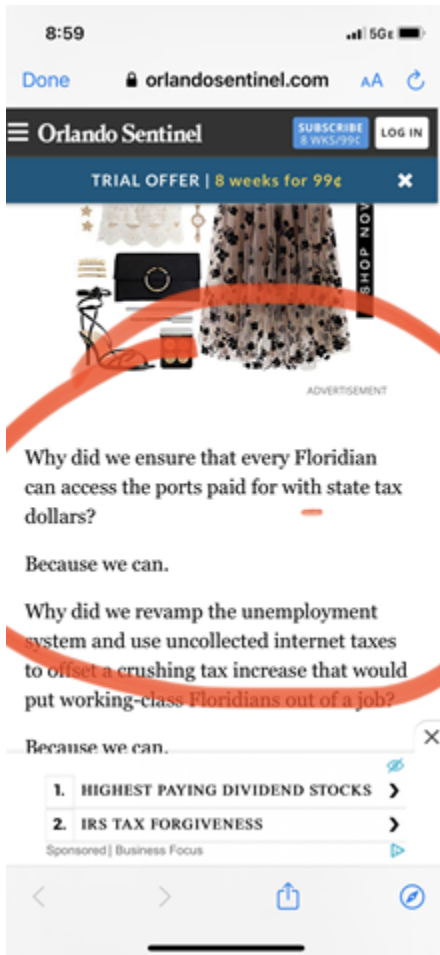 8:59
5GE
Done
orlandosentinel.com
AA
Orlando Sentinel
SUBSCRIBE
8 WKS/99¢
LOG IN
TRIAL OFFER | 8 weeks for 99¢
SHOP NOW
ADVERTISEMENT
Why did we ensure that every Floridian
can access the ports paid for with state tax
dollars?
Because we can.
Why did we revamp the unemployment
system and use uncollected internet taxes
to offset a crushing tax increase that would
put working-class Floridians out of a job?
Because we can.
1. HIGHEST PAYING DIVIDEND STOCKS
2. IRS TAX FORGIVENESS
Sponsored | Business Focus